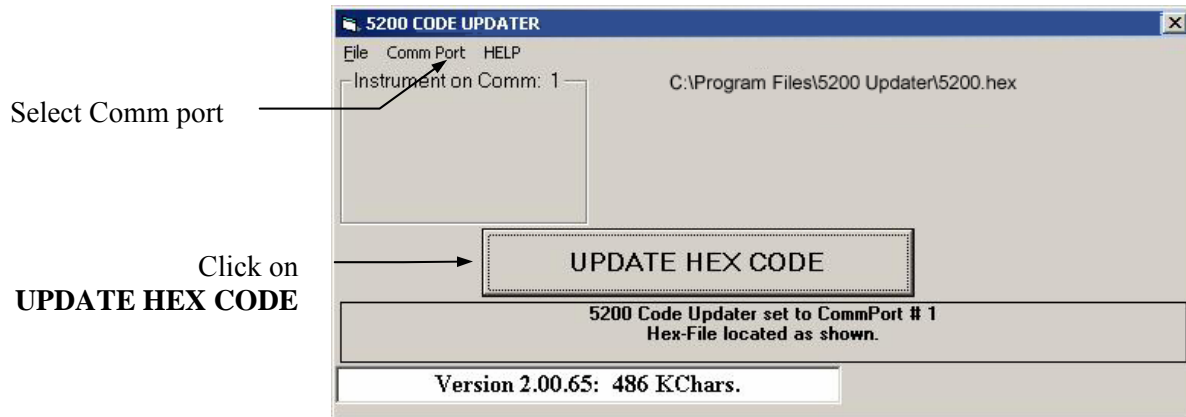 5200 CODE UPDATER
File Comm Port HELP
Instrument on Comm: 1
C:\Program Files\5200 Updater\5200.hex
Select Comm port
UPDATE HEX CODE
Click on
UPDATE HEX CODE
5200 Code Updater set to CommPort # 1
Hex-File located as shown.
Version 2.00.65: 486 KChars.